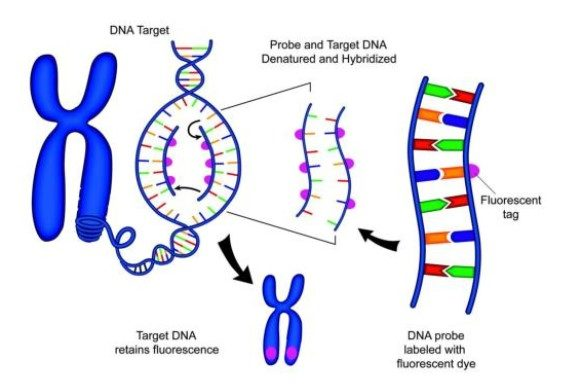 DNA Target
Probe and Target DNA
Denatured and Hybridized
Fluorescent
tag
Target DNA
retains fluorescence
DNA probe
labeled with
fluorescent dye